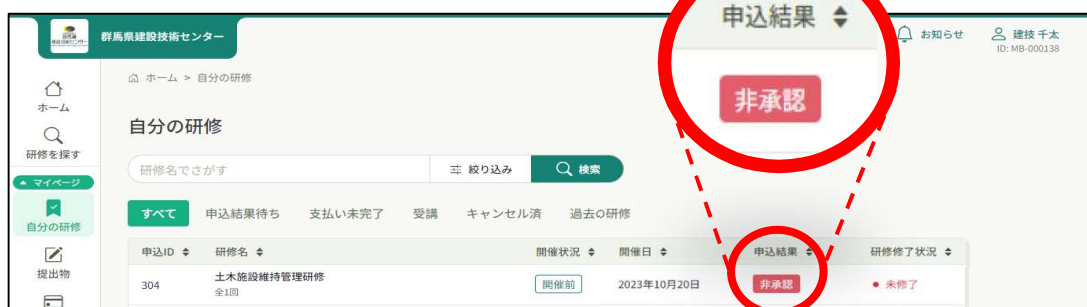 申込結果
非承認
群馬県建設技術センター
お知らせ
建技 千太
ID: MB-000138
ホーム
研修を探す
マイページ
自分の研修
提出物
ホーム > 自分の研修
自分の研修
研修名でさがす
絞り込み
検索
すべて 申込結果待ち 支払い未完了 受講 キャンセル済 過去の研修
申込ID 研修名 開催状況 開催日 申込結果 研修修了状況
304 土木施設維持管理研修 開催前 2023年10月20日 非承認 未修了
全1回